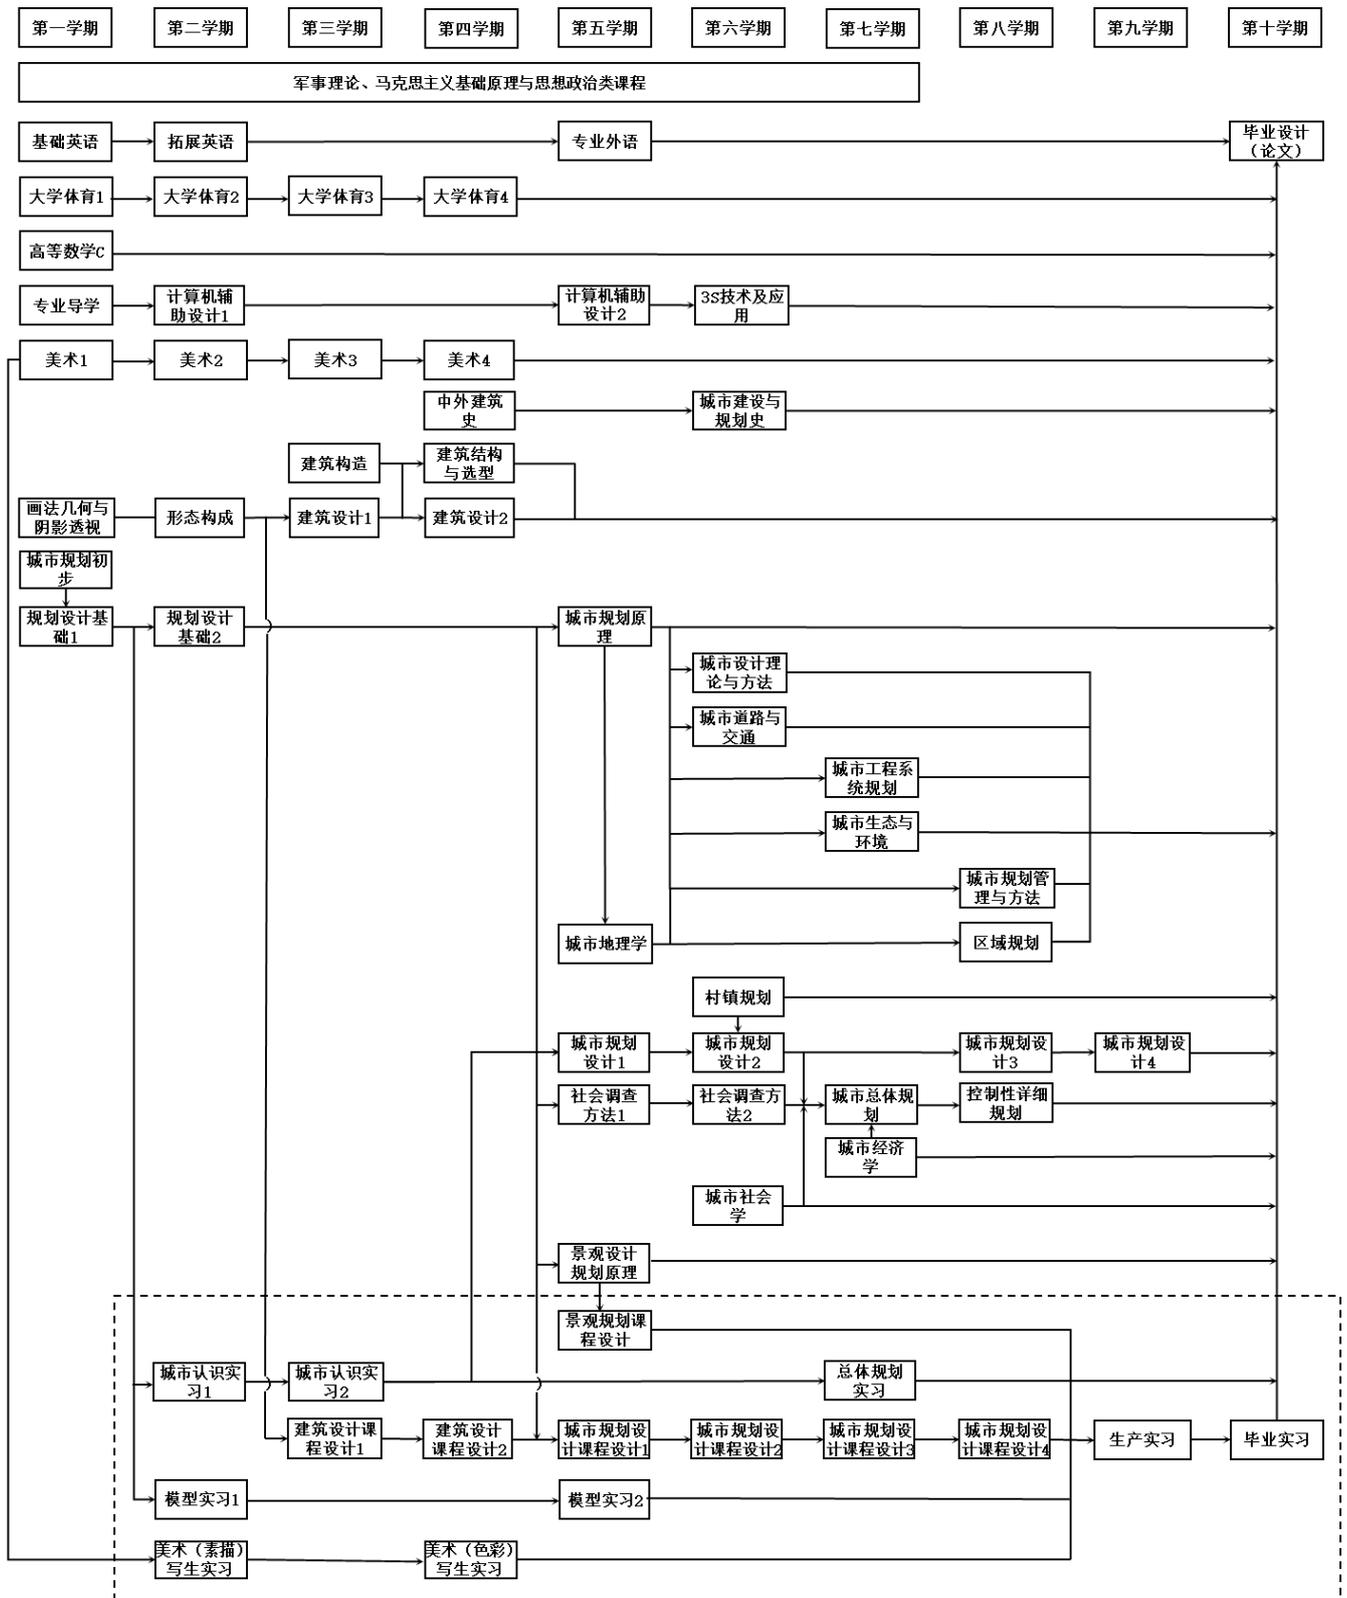 第一学期
第二学期
第三学期
第四学期
第五学期
第六学期
第七学期
第八学期
第九学期
第十学期
军事理论、马克思主义基础原理与思想政治类课程
基础英语
拓展英语
专业外语
毕业设计
（论文）
大学体育1
大学体育2
大学体育3
大学体育4
高等数学C
专业导学
计算机辅
助设计1
计算机辅助
设计2
3S技术及应
用
美术1
美术2
美术3
美术4
中外建筑
史
城市建设与
规划史
建筑构造
建筑结构
与选型
画法几何与
阴影透视
形态构成
建筑设计1
建筑设计2
城市规划初
步
规划设计基
础1
规划设计
基础2
城市规划原
理
城市设计理
论与方法
城市道路与
交通
城市工程系
统规划
城市生态与
环境
城市规划管
理与方法
城市地理学
区域规划
村镇规划
城市规划
设计1
城市规划
设计2
城市规划设
计3
城市规划设
计4
社会调查
方法1
社会调查方
法2
城市总体规
划
控制性详细
规划
城市经济
学
城市社会
学
景观设计
规划原理
景观规划课
程设计
城市认识实
习1
城市认识实
习2
总体规划
实习
建筑设计课
程设计1
建筑设计
课程设计2
城市规划设
计课程设计1
城市规划设
计课程设计2
城市规划设
计课程设计3
城市规划设
计课程设计4
生产实习
毕业实习
模型实习1
模型实习2
美术（素描）
写生实习
美术（色彩）
写生实习